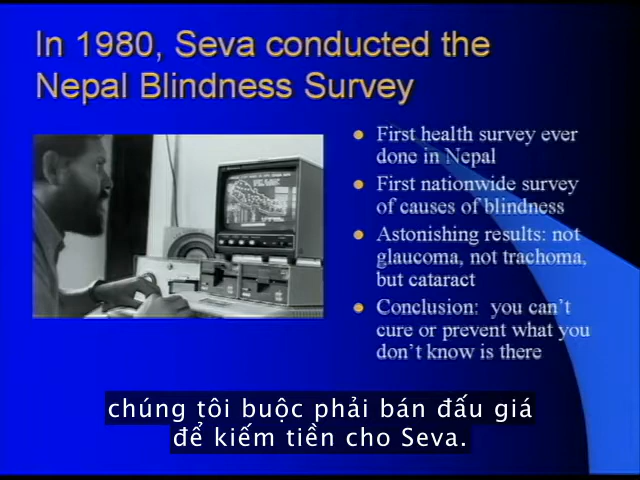 In 1980, Seva conducted the
Nepal Blindness Survey
First health survey ever
done in Nepal
First nationwide survey
of causes of blindness
Astonishing results: not
glaucoma, not trachoma,
but cataract
Conclusion: you can't
cure or prevent what you
don't know is there
chúng tôi buộc phải bán đấu giá
để kiếm tiền cho Seva.